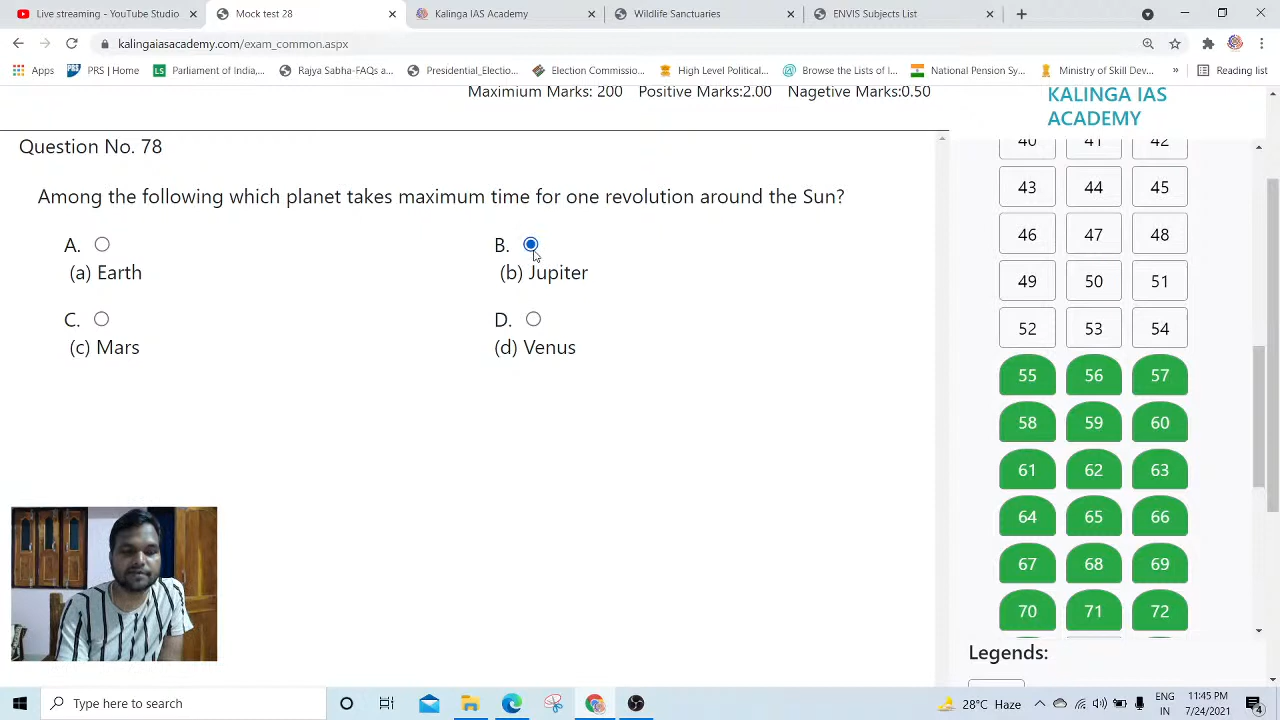 Live streaming - YouTube Studio
Mock test 28
Kalinga IAS Academy
Wildlife Sanctuaries
ENVIS Subjects List
kalingaiasacademy.com/exam_common.aspx
Apps
PRS | Home
Parliament of India,...
Rajya Sabha-FAQs a...
Presidential_Electio...
Election Commissio...
High Level Political...
Browse the Lists of I...
National Pension Sy...
Ministry of Skill Dev...
Reading list
Maximium Marks: 200 Positive Marks:2.00 Nagetive Marks:0.50
KALINGA IAS
ACADEMY
Question No. 78
Among the following which planet takes maximum time for one revolution around the Sun?
A.
(a) Earth
B.
(b) Jupiter
C.
(c) Mars
D.
(d) Venus
40 41 42
43 44 45
46 47 48
49 50 51
52 53 54
55 56 57
58 59 60
61 62 63
64 65 66
67 68 69
70 71 72
Legends:
Type here to search
28°C Haze
ENG
IN
11:45 PM
7/24/2021
4